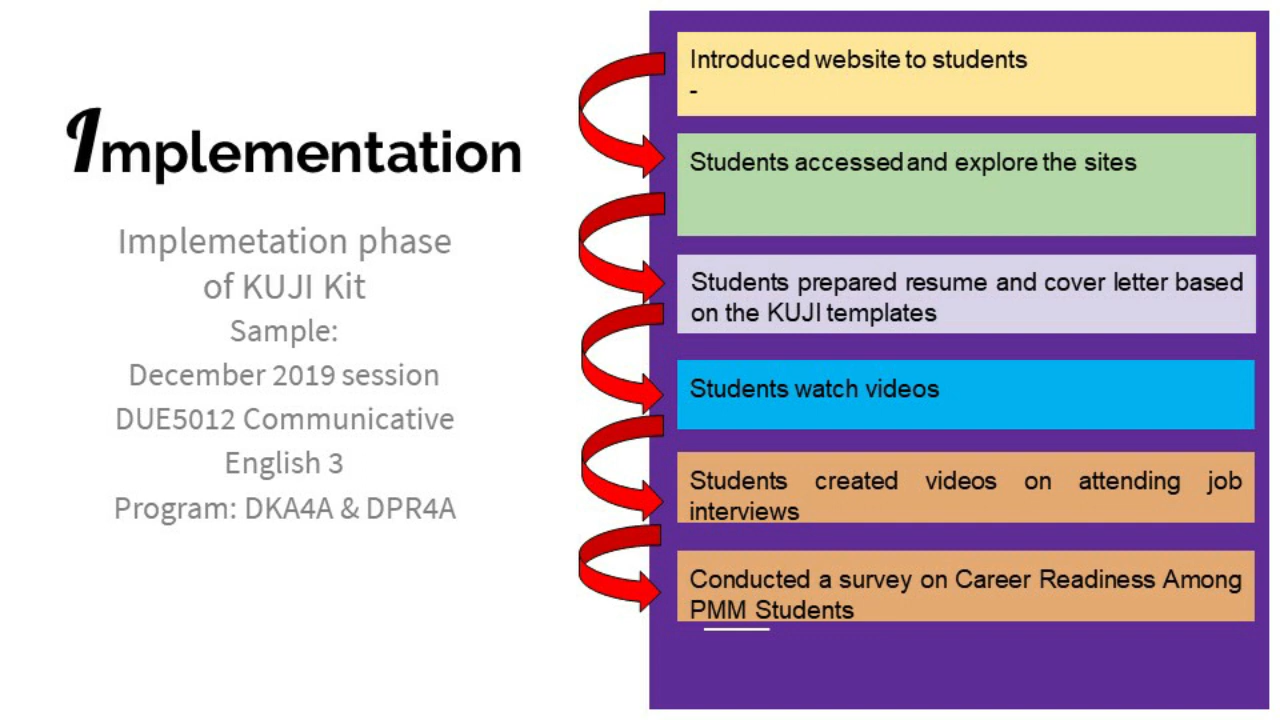 Implementation
Implemetation phase
of KUJI Kit
Sample:
December 2019 session
DUE5012 Communicative
English 3
Program: DKA4A & DPR4A
Introduced website to students
-
Students accessed and explore the sites
Students prepared resume and cover letter based
on the KUJI templates
Students watch videos
Students created videos on attending job
interviews
Conducted a survey on Career Readiness Among
PMM Students